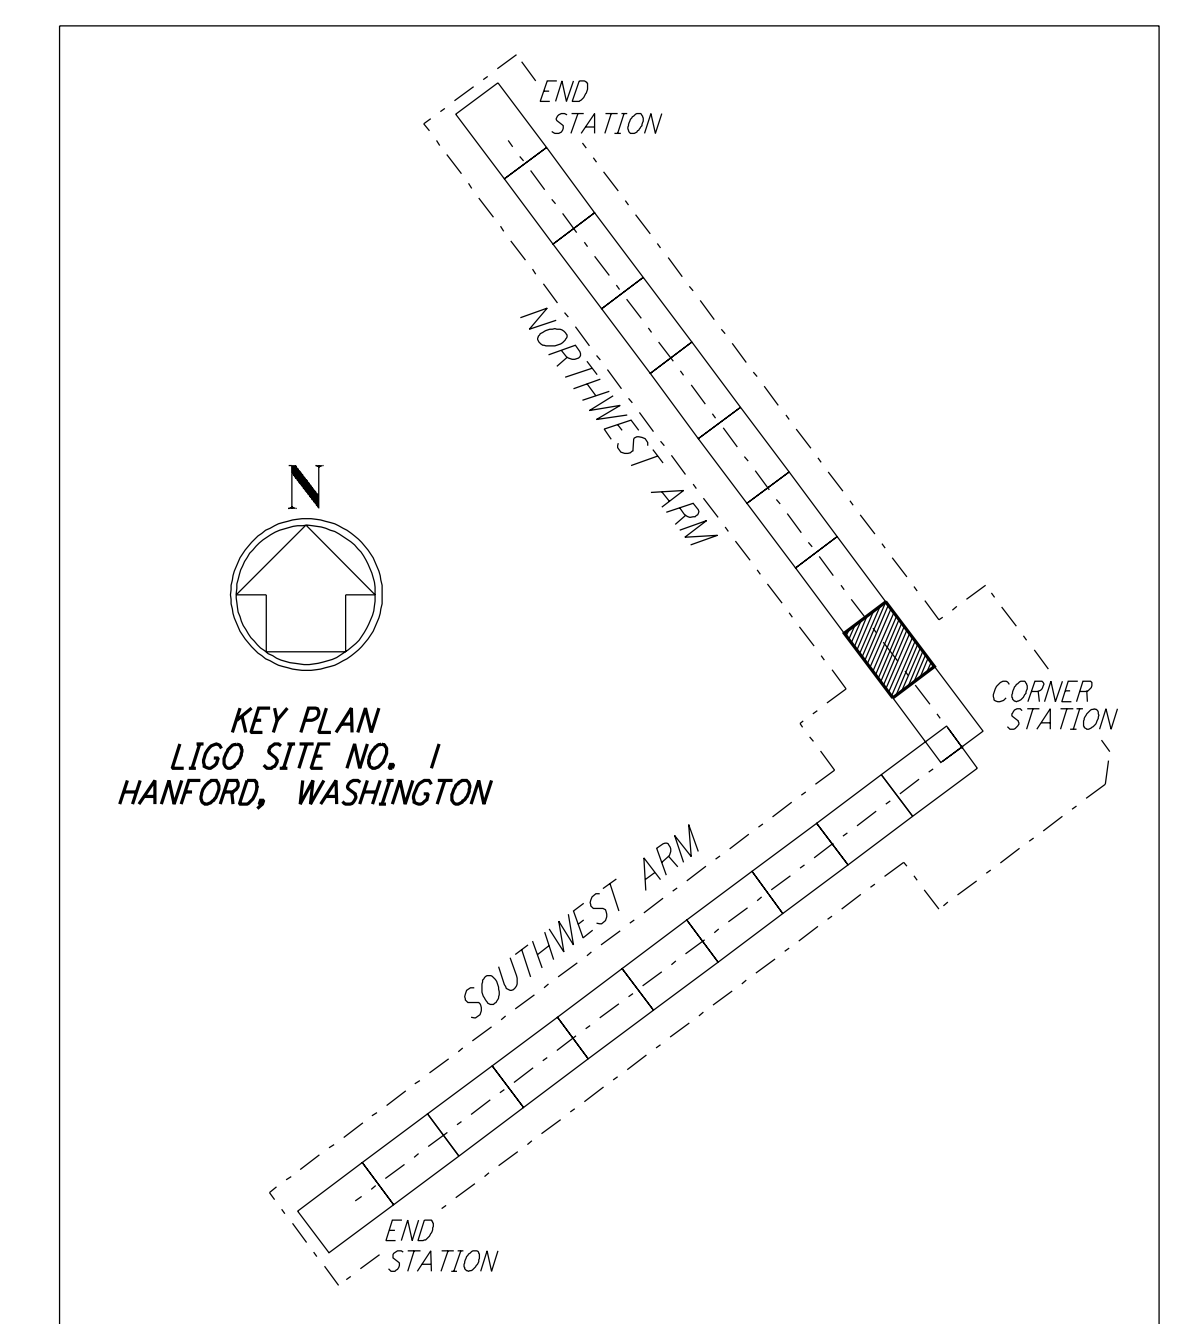 END
STATION
NORTHWEST ARM
N
CORNER
STATION
KEY PLAN
LIGO SITE NO. 1
HANFORD, WASHINGTON
SOUTHWEST ARM
END
STATION